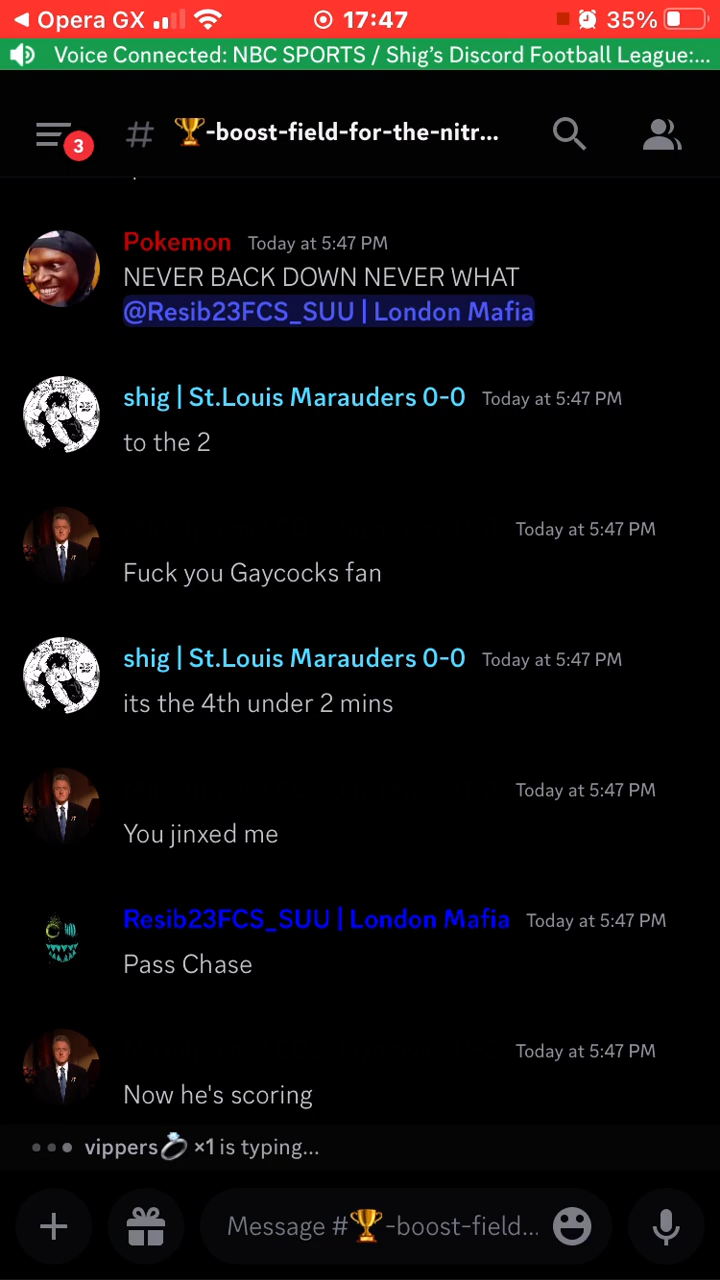 Opera GX 17:47 35%
Voice Connected: NBC SPORTS / Shig's Discord Football League:...
3 # 🏆-boost-field-for-the-nitr...
Pokemon Today at 5:47 PM
NEVER BACK DOWN NEVER WHAT
@Resib23FCS_SUU | London Mafia
shig | St.Louis Marauders 0-0 Today at 5:47 PM
to the 2
Today at 5:47 PM
Fuck you Gaycocks fan
shig | St.Louis Marauders 0-0 Today at 5:47 PM
its the 4th under 2 mins
Today at 5:47 PM
You jinxed me
Resib23FCS_SUU | London Mafia Today at 5:47 PM
Pass Chase
Today at 5:47 PM
Now he's scoring
vippers💍 ×1 is typing...
Message #🏆-boost-field...